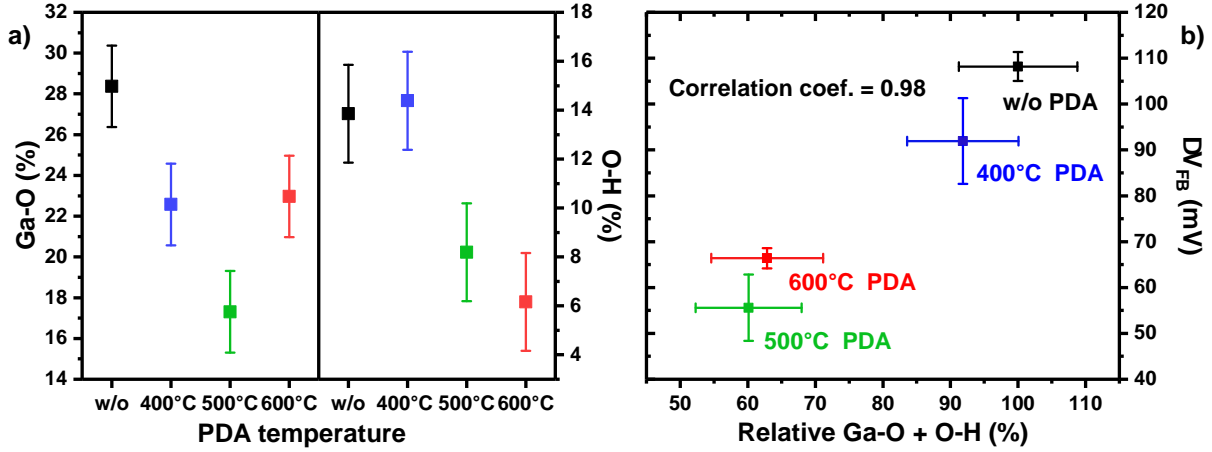 a)
Ga-O (%)
30
28
26
24
22
20
18
16
14
32
w/o 400°C 500°C 600°C w/o 400°C 500°C 600°C
PDA temperature
18
16
14
12
10
8
6
4
O-H (%)
b)
Correlation coef. = 0.98
w/o PDA
400°C PDA
600°C PDA
500°C PDA
50 60 70 80 90 100 110
Relative Ga-O + O-H (%)
120
110
100
90
80
70
60
50
40
DV FB (mV)